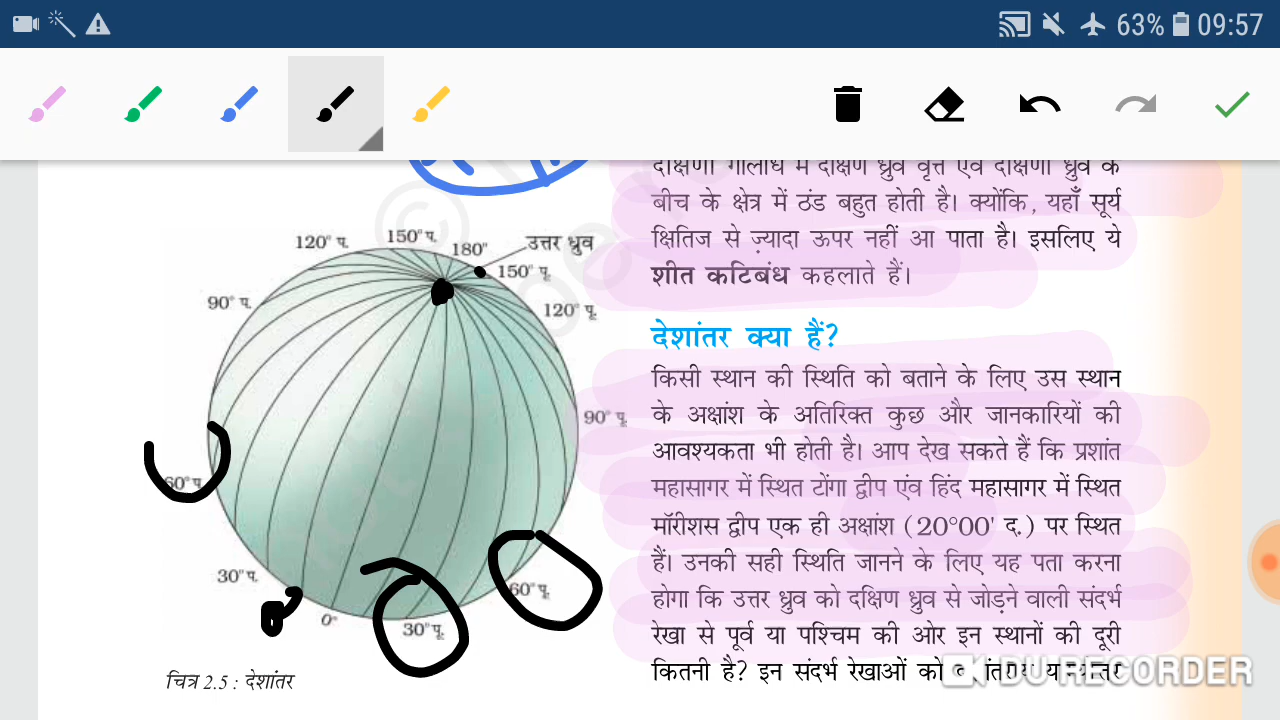 63% 09:57
दक्षिणी गोलार्ध में दक्षिण ध्रुव वृत्त एवं दक्षिणी ध्रुव के
बीच के क्षेत्र में ठंड बहुत होती है। क्योंकि, यहाँ सूर्य
क्षितिज से ज़्यादा ऊपर नहीं आ पाता है। इसलिए ये
शीत कटिबंध कहलाते हैं।
देशांतर क्या हैं?
किसी स्थान की स्थिति को बताने के लिए उस स्थान
के अक्षांश के अतिरिक्त कुछ और जानकारियों की
आवश्यकता भी होती है। आप देख सकते हैं कि प्रशांत
महासागर में स्थित टोंगा द्वीप एंव हिंद महासागर में स्थित
मॉरीशस द्वीप एक ही अक्षांश (20°00' द.) पर स्थित
हैं। उनकी सही स्थिति जानने के लिए यह पता करना
होगा कि उत्तर ध्रुव को दक्षिण ध्रुव से जोड़ने वाली संदर्भ
रेखा से पूर्व या पश्चिम की ओर इन स्थानों की दूरी
कितनी है? इन संदर्भ रेखाओं को
120° प.
150° प.
180°
उत्तर ध्रुव
150° पू.
120° पू.
90° प.
90° पू.
60° प.
60° पू.
30° प.
0°
30° पू.
चित्र 2.5 : देशांतर
DU RECORDER